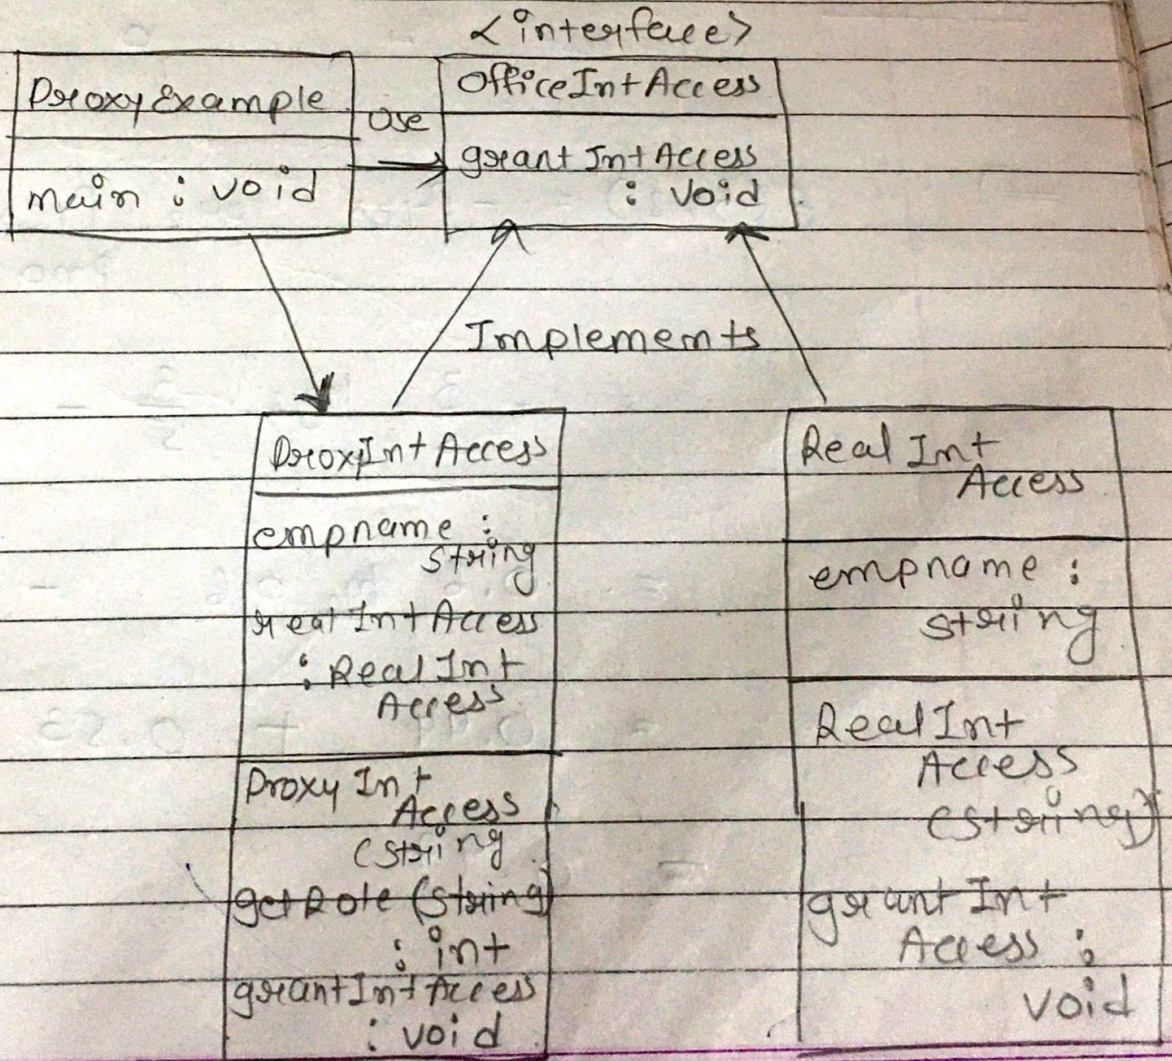 <interface>
ProxyExample
main : void
Use
OfficeIntAccess
grantIntAccess
: void
Implements
ProxyIntAccess
empname :
String
realIntAccess
: RealInt
Access
ProxyInt
Access
(string
getRole (string)
: int
grantIntAccess
: void
RealInt
Access
empname :
string
RealInt
Access
(string)
grantInt
Access :
void